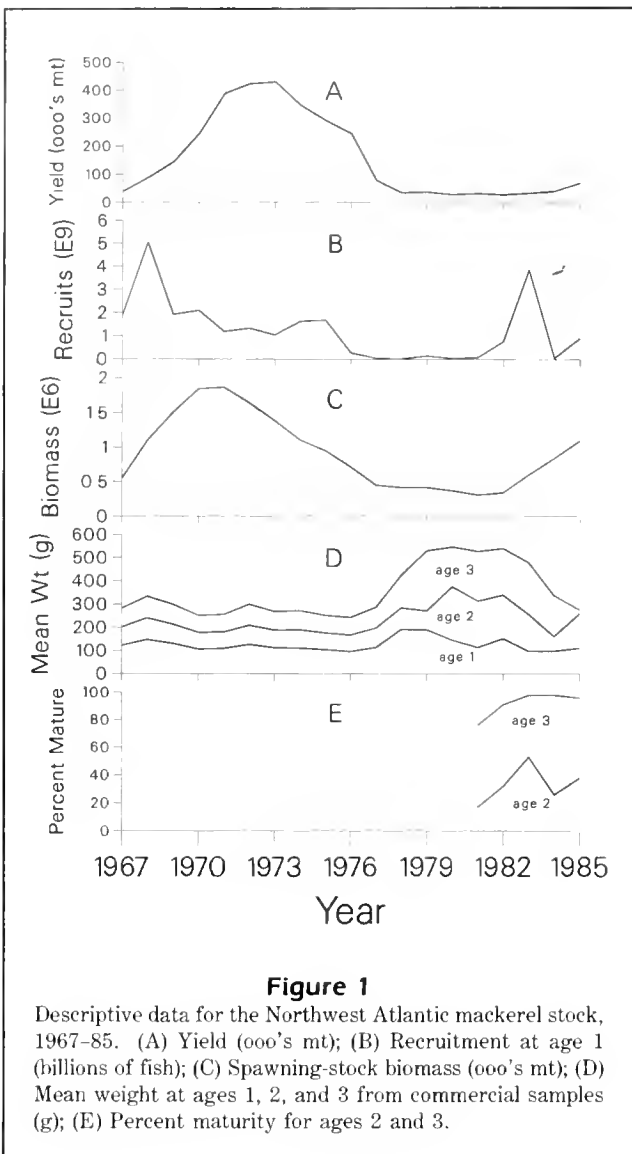 500
400
300
200
100
0
Yield (ooo's mt)
A
6
5
4
3
2
1
0
Recruits (E9)
B
2
1.5
1
0.5
0
Biomass (E6)
C
600
500
400
300
200
100
0
Mean Wt (g)
D
age 3
age 2
age 1
100
80
60
40
20
0
Percent Mature
E
age 3
age 2
1967 1970 1973 1976 1979 1982 1985
Year
Figure 1
Descriptive data for the Northwest Atlantic mackerel stock,
1967–85. (A) Yield (ooo's mt); (B) Recruitment at age 1
(billions of fish); (C) Spawning-stock biomass (ooo's mt); (D)
Mean weight at ages 1, 2, and 3 from commercial samples
(g); (E) Percent maturity for ages 2 and 3.